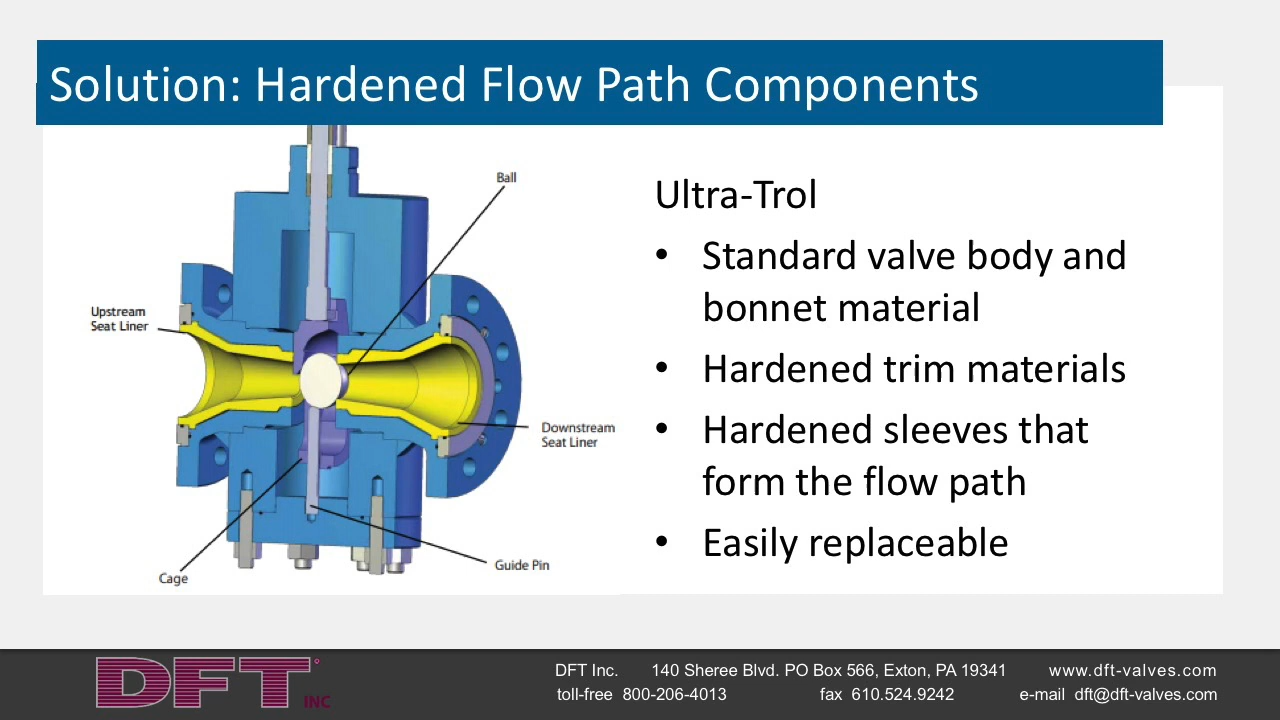 Solution: Hardened Flow Path Components
Ball
Upstream
Seat Liner
Downstream
Seat Liner
Guide Pin
Cage
Ultra-Trol
• Standard valve body and
bonnet material
• Hardened trim materials
• Hardened sleeves that
form the flow path
• Easily replaceable
DFT INC
DFT Inc. 140 Sheree Blvd. PO Box 566, Exton, PA 19341 www.dft-valves.com
toll-free 800-206-4013 fax 610.524.9242 e-mail dft@dft-valves.com